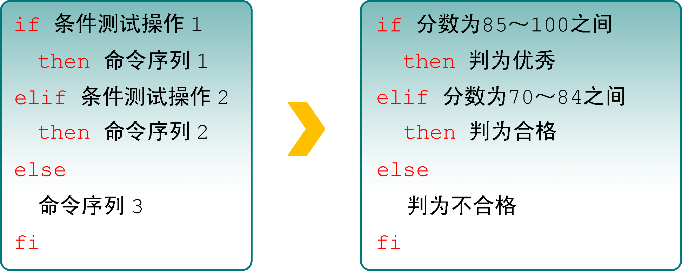 if 条件测试操作1
then 命令序列1
elif 条件测试操作2
then 命令序列2
else
命令序列3
fi
if 分数为85～100之间
then 判为优秀
elif 分数为70～84之间
then 判为合格
else
判为不合格
fi